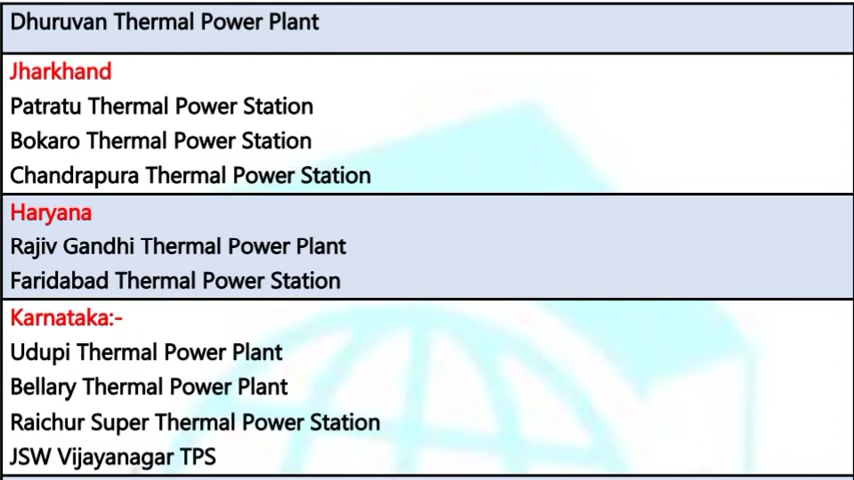 Dhuruvan Thermal Power Plant
Jharkhand
Patratu Thermal Power Station
Bokaro Thermal Power Station
Chandrapura Thermal Power Station
Haryana
Rajiv Gandhi Thermal Power Plant
Faridabad Thermal Power Station
Karnataka:-
Udupi Thermal Power Plant
Bellary Thermal Power Plant
Raichur Super Thermal Power Station
JSW Vijayanagar TPS